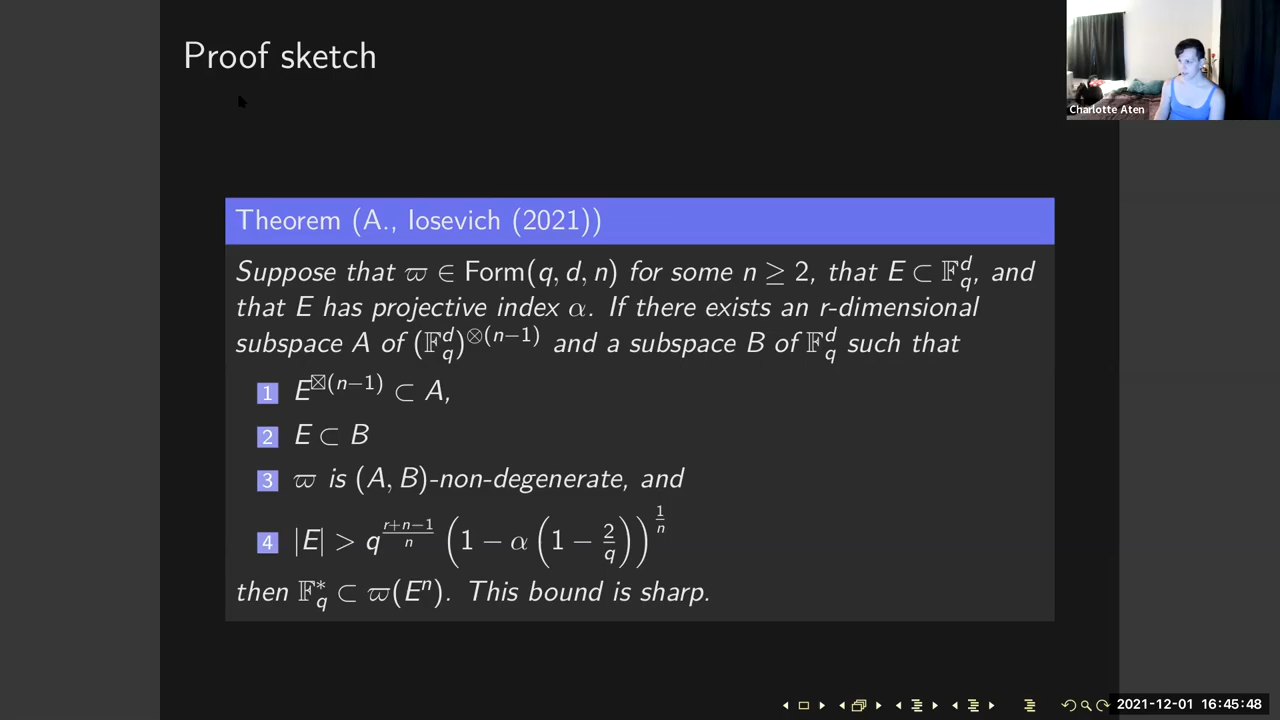 Proof sketch
Charlotte Aten
Theorem (A., Iosevich (2021))
Suppose that ϖ ∈ Form(q, d, n) for some n ≥ 2, that E ⊂ 𝔽_q^d, and
that E has projective index α. If there exists an r-dimensional
subspace A of (𝔽_q^d)^{⊗(n−1)} and a subspace B of 𝔽_q^d such that
1 E^{⊠(n−1)} ⊂ A,
2 E ⊂ B
3 ϖ is (A, B)-non-degenerate, and
4 |E| > q^{(r+n−1)/n} (1 − α (1 − 2/q))^{1/n}
then 𝔽_q^* ⊂ ϖ(E^n). This bound is sharp.
2021-12-01 16:45:48